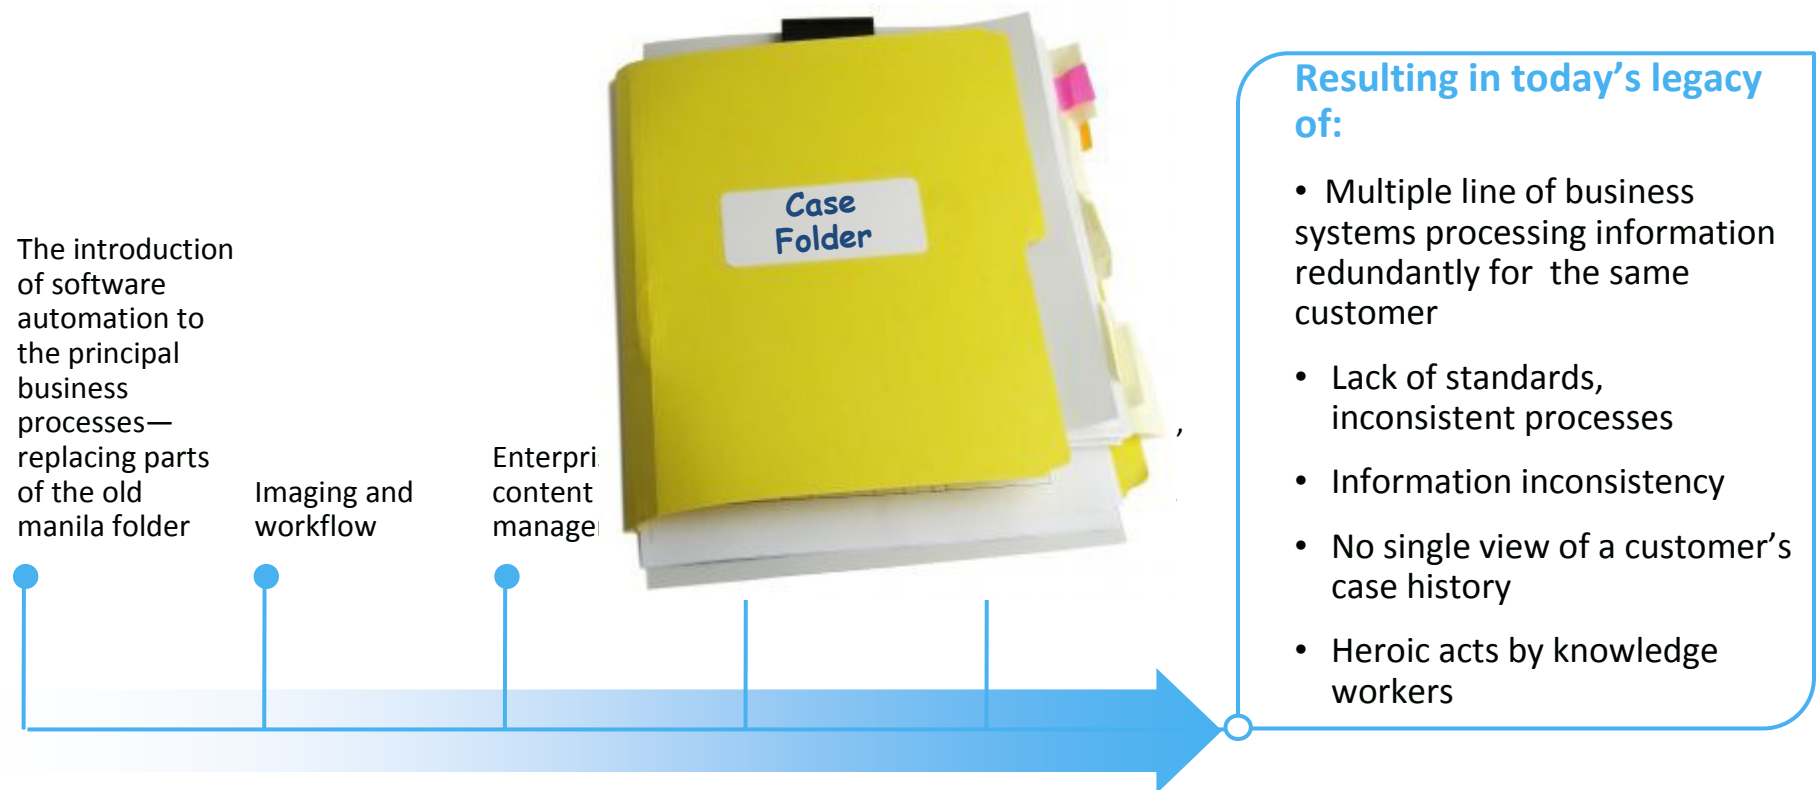 The introduction
of software
automation to
the principal
business
processes—
replacing parts
of the old
manila folder
Imaging and
workflow
content
Case
Folder
,
Resulting in today’s legacy
of:
• Multiple line of business
systems processing information
redundantly for the same
customer
• Lack of standards,
inconsistent processes
• Information inconsistency
• No single view of a customer’s
case history
• Heroic acts by knowledge
workers